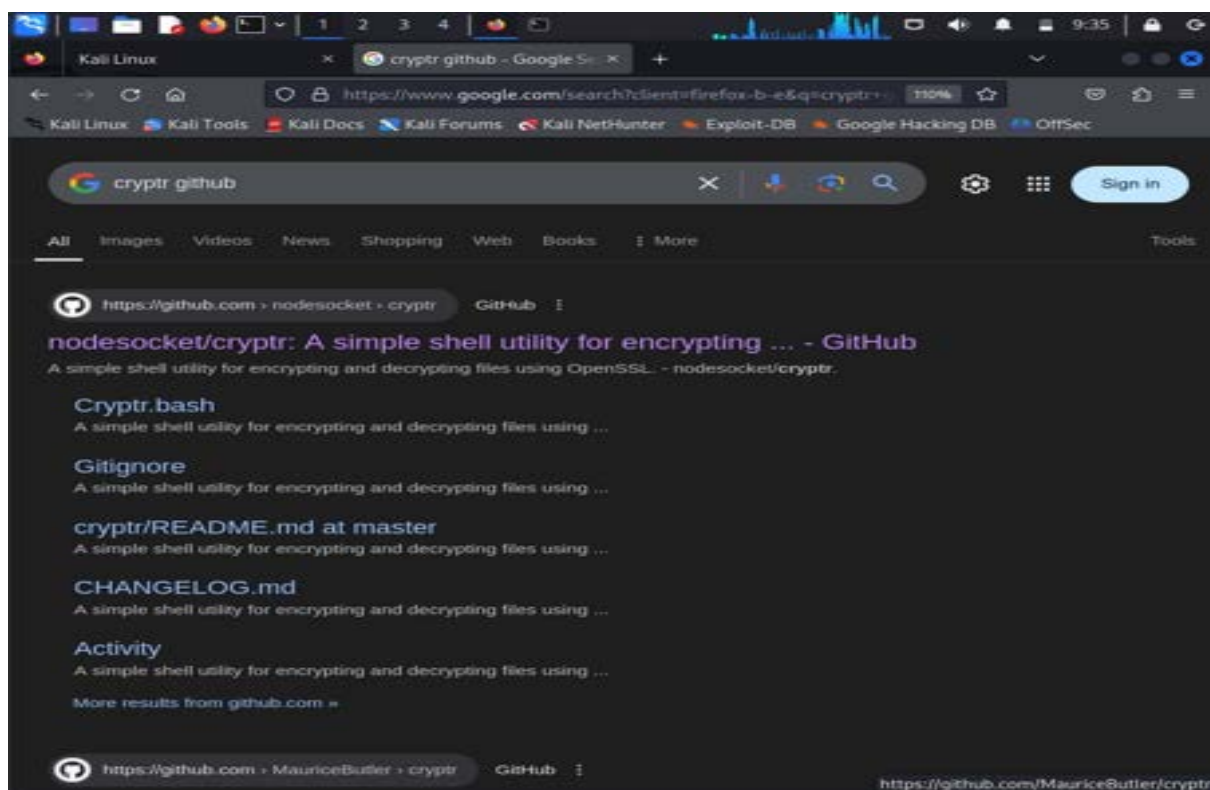 1 2 3 4 9:35
Kali Linux × cryptr github - Google Se × +
https://www.google.com/search?client=firefox-b-e&q=cryptr+ 110%
Kali Linux Kali Tools Kali Docs Kali Forums Kali NetHunter Exploit-DB Google Hacking DB OffSec
cryptr github
Sign in
All Images Videos News Shopping Web Books More Tools
https://github.com › nodesocket › cryptr GitHub
nodesocket/cryptr: A simple shell utility for encrypting ... - GitHub
A simple shell utility for encrypting and decrypting files using OpenSSL. - nodesocket/cryptr.
Cryptr.bash
A simple shell utility for encrypting and decrypting files using ...
Gitignore
A simple shell utility for encrypting and decrypting files using ...
cryptr/README.md at master
A simple shell utility for encrypting and decrypting files using ...
CHANGELOG.md
A simple shell utility for encrypting and decrypting files using ...
Activity
A simple shell utility for encrypting and decrypting files using ...
More results from github.com »
https://github.com › MauriceButler › cryptr GitHub
https://github.com/MauriceButler/cryptr